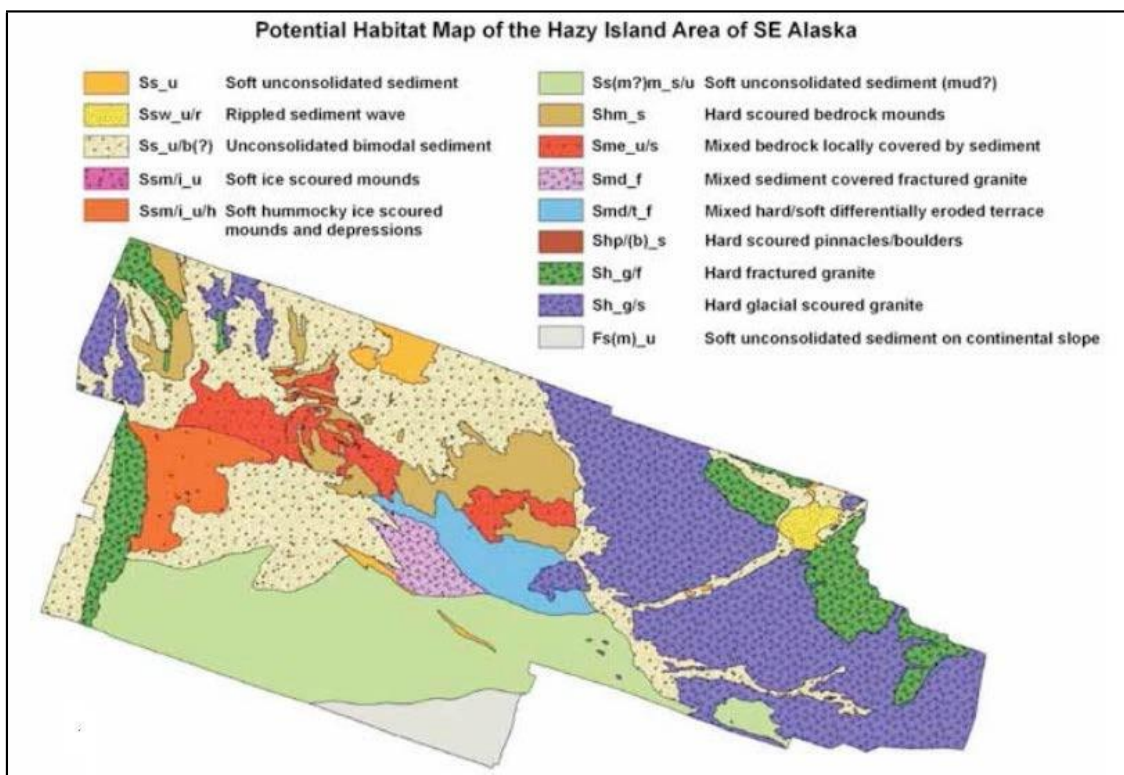 Potential Habitat Map of the Hazy Island Area of SE Alaska
Ss_u Soft unconsolidated sediment
Ssw_u/r Rippled sediment wave
Ss_u/b(?) Unconsolidated bimodal sediment
Ssm/i_u Soft ice scoured mounds
Ssm/i_u/h Soft hummocky ice scoured
mounds and depressions
Ss(m?)m_s/u Soft unconsolidated sediment (mud?)
Shm_s Hard scoured bedrock mounds
Sme_u/s Mixed bedrock locally covered by sediment
Smd_f Mixed sediment covered fractured granite
Smd/t_f Mixed hard/soft differentially eroded terrace
Shp/(b)_s Hard scoured pinnacles/boulders
Sh_g/f Hard fractured granite
Sh_g/s Hard glacial scoured granite
Fs(m)_u Soft unconsolidated sediment on continental slope